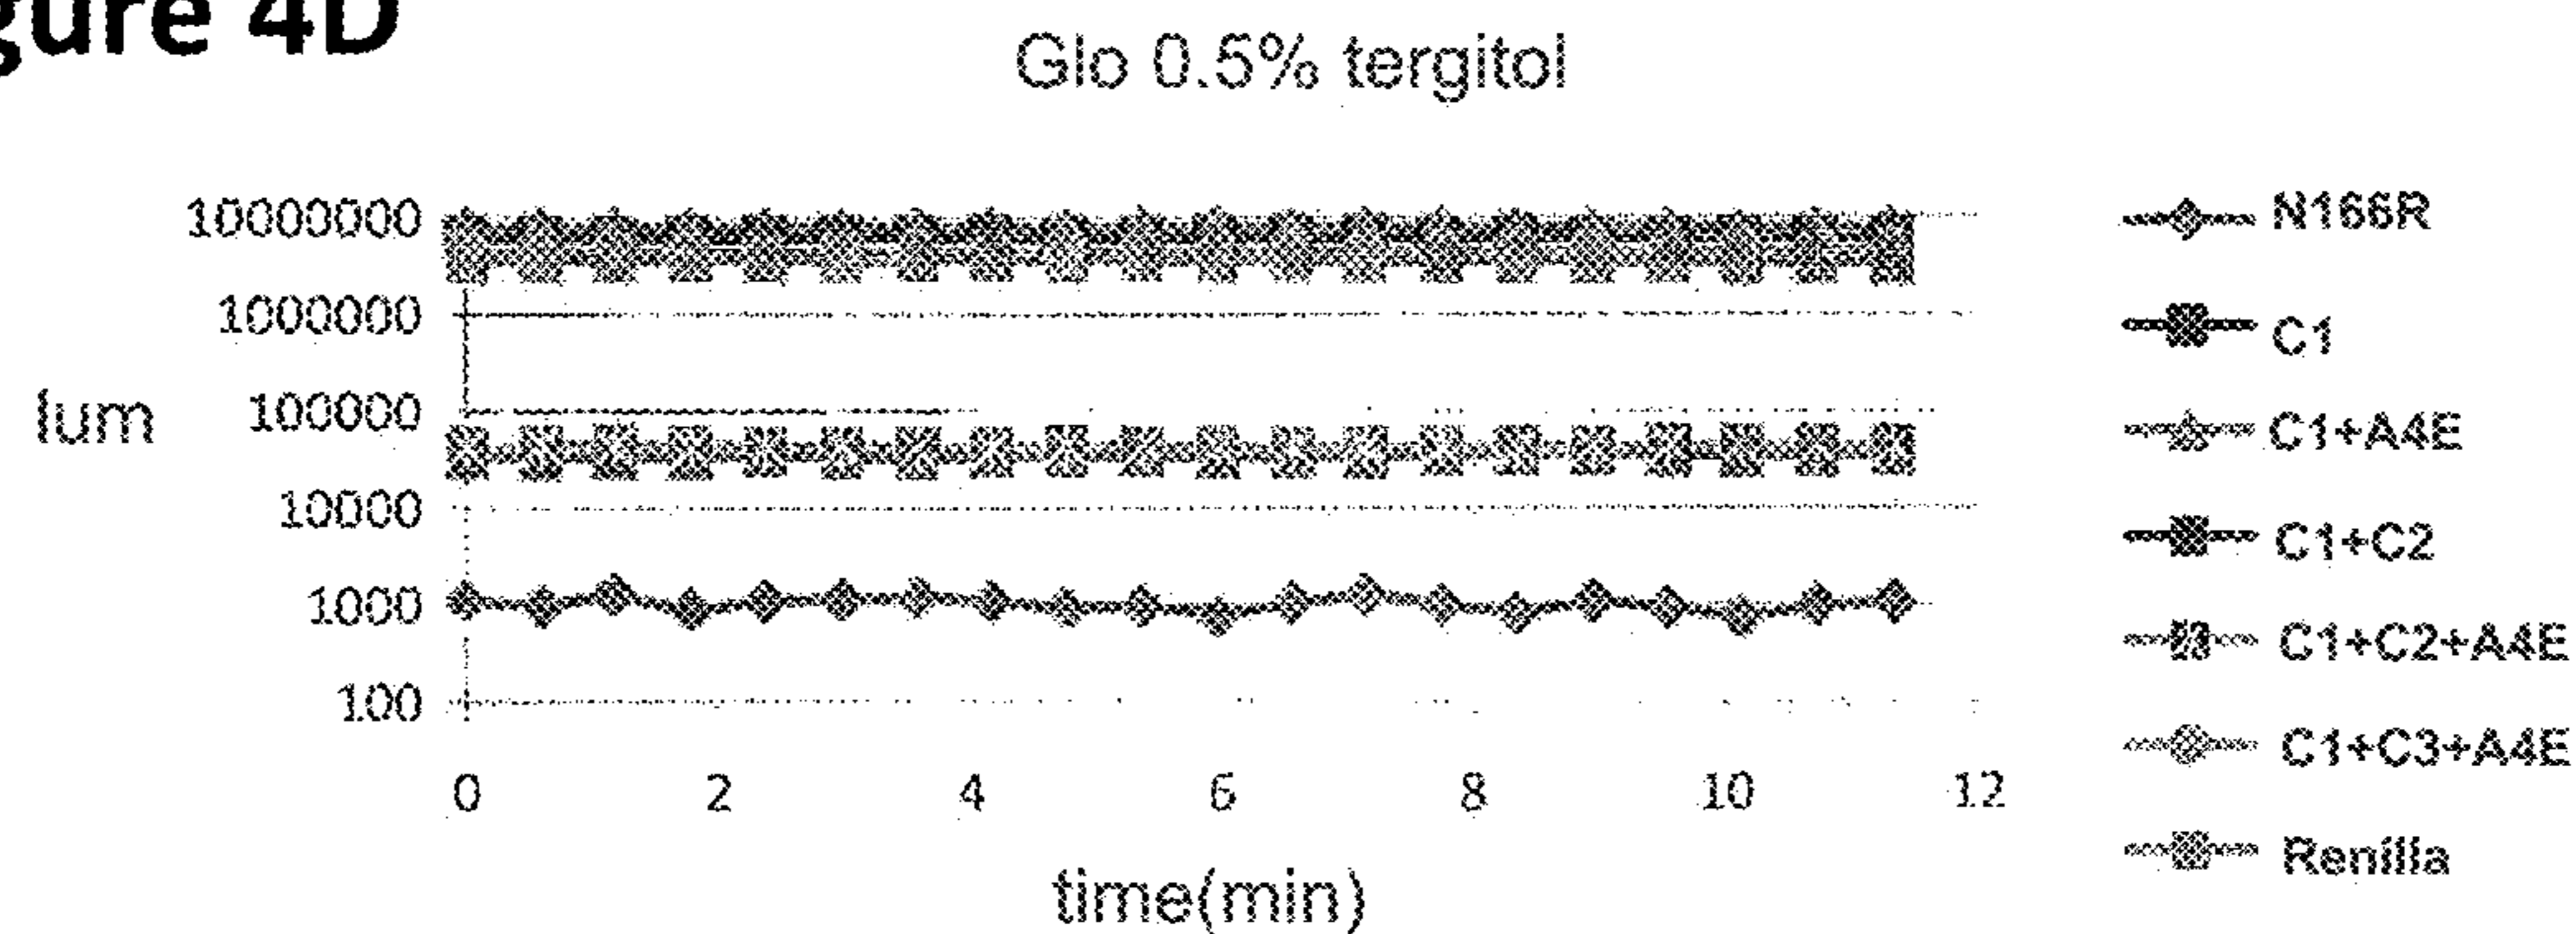 gure 4D
Glo 0.5% tergitol
10000000
1000000
100000
10000
1000
100
lum
0 2 4 6 8 10 12
time(min)
N166R
C1
C1+A4E
C1+C2
C1+C2+A4E
C1+C3+A4E
Renilla